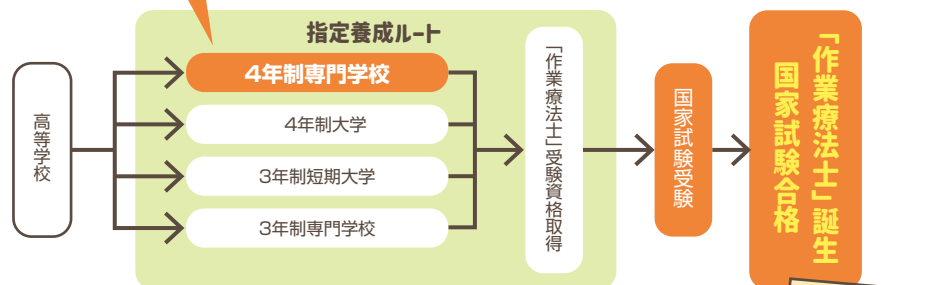 指定養成ルート
高等学校
4年制専門学校
4年制大学
3年制短期大学
3年制専門学校
「作業療法士」受験資格取得
国家試験受験
「作業療法士」誕生
国家試験合格